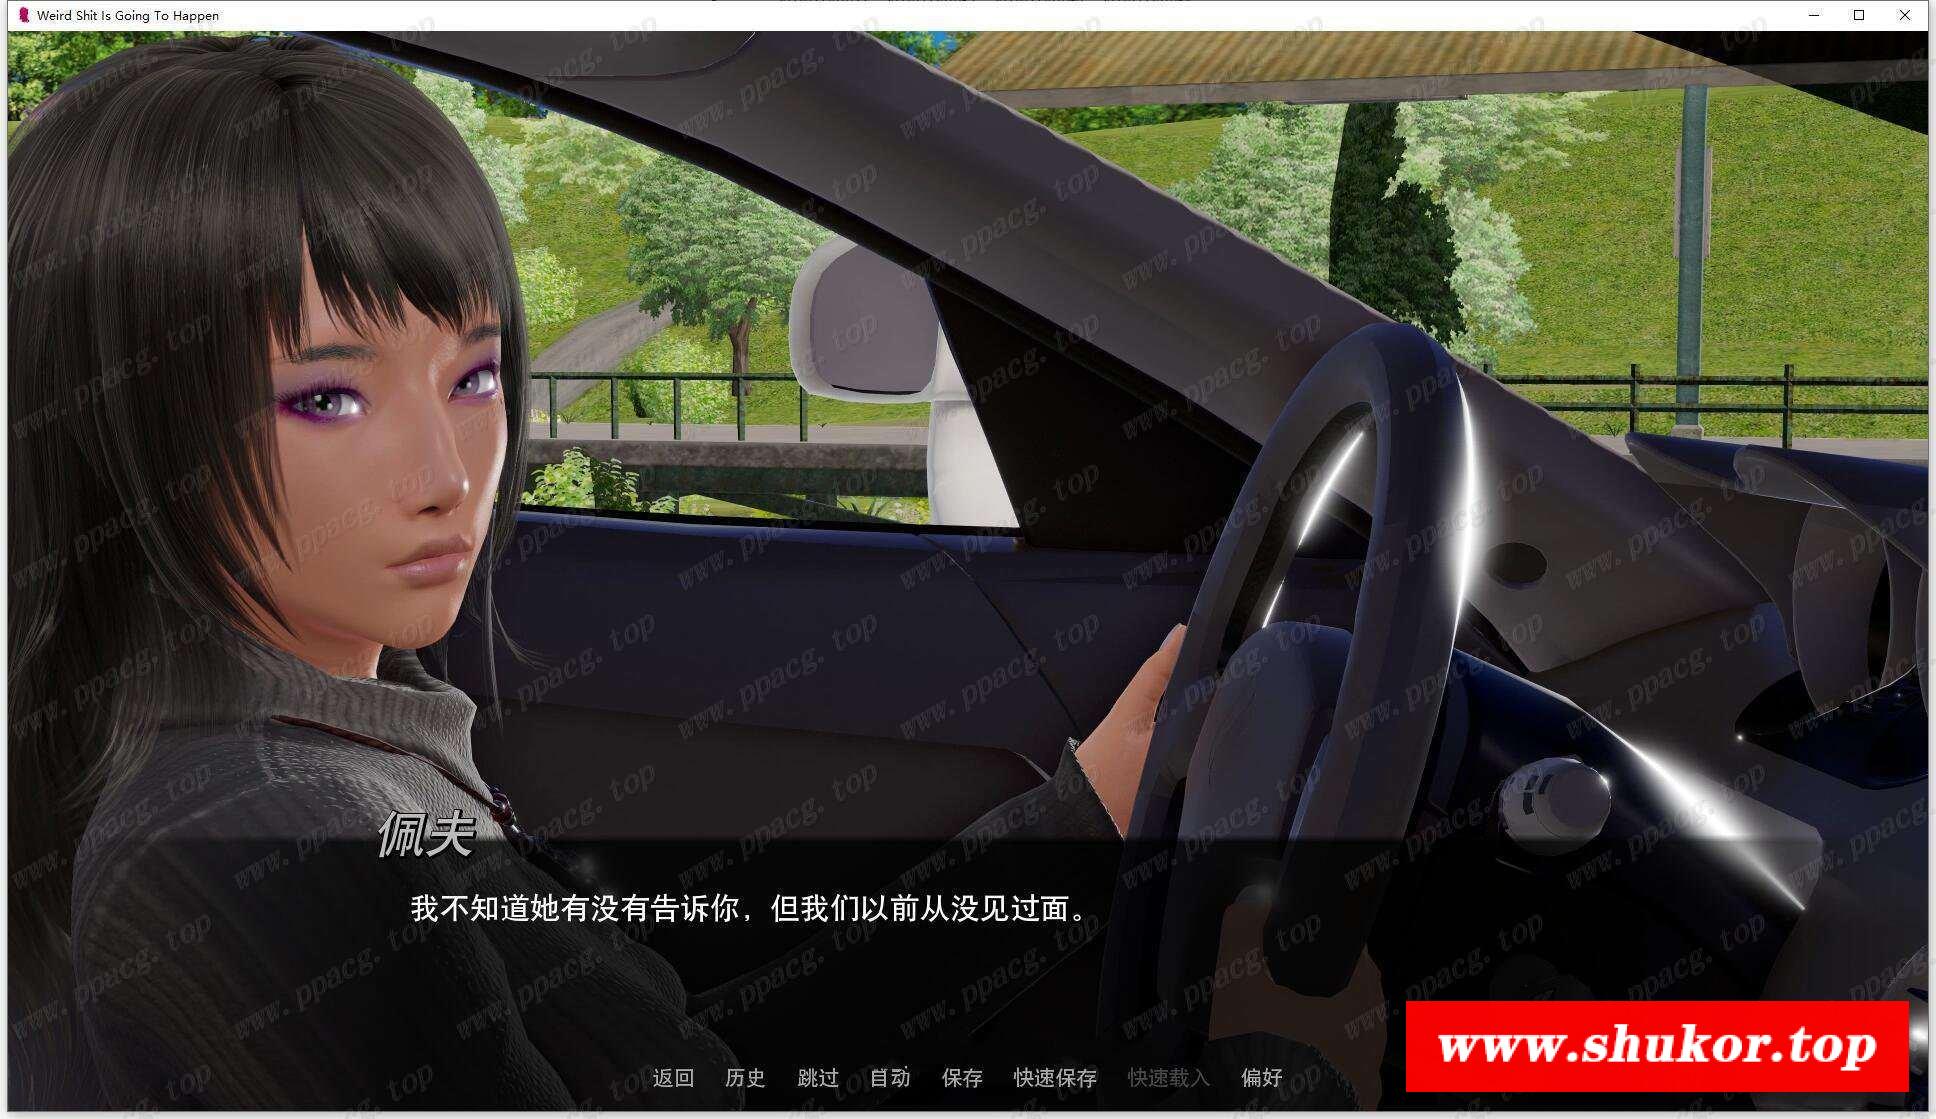 Weird Shit Is Going To Happen
佩夫
我不知道她有没有告诉你，但我们以前从没见过面。
返回 历史 跳过 自动 保存 快速保存 快速载入 偏好
www.shukor.top
www.ppacg.top